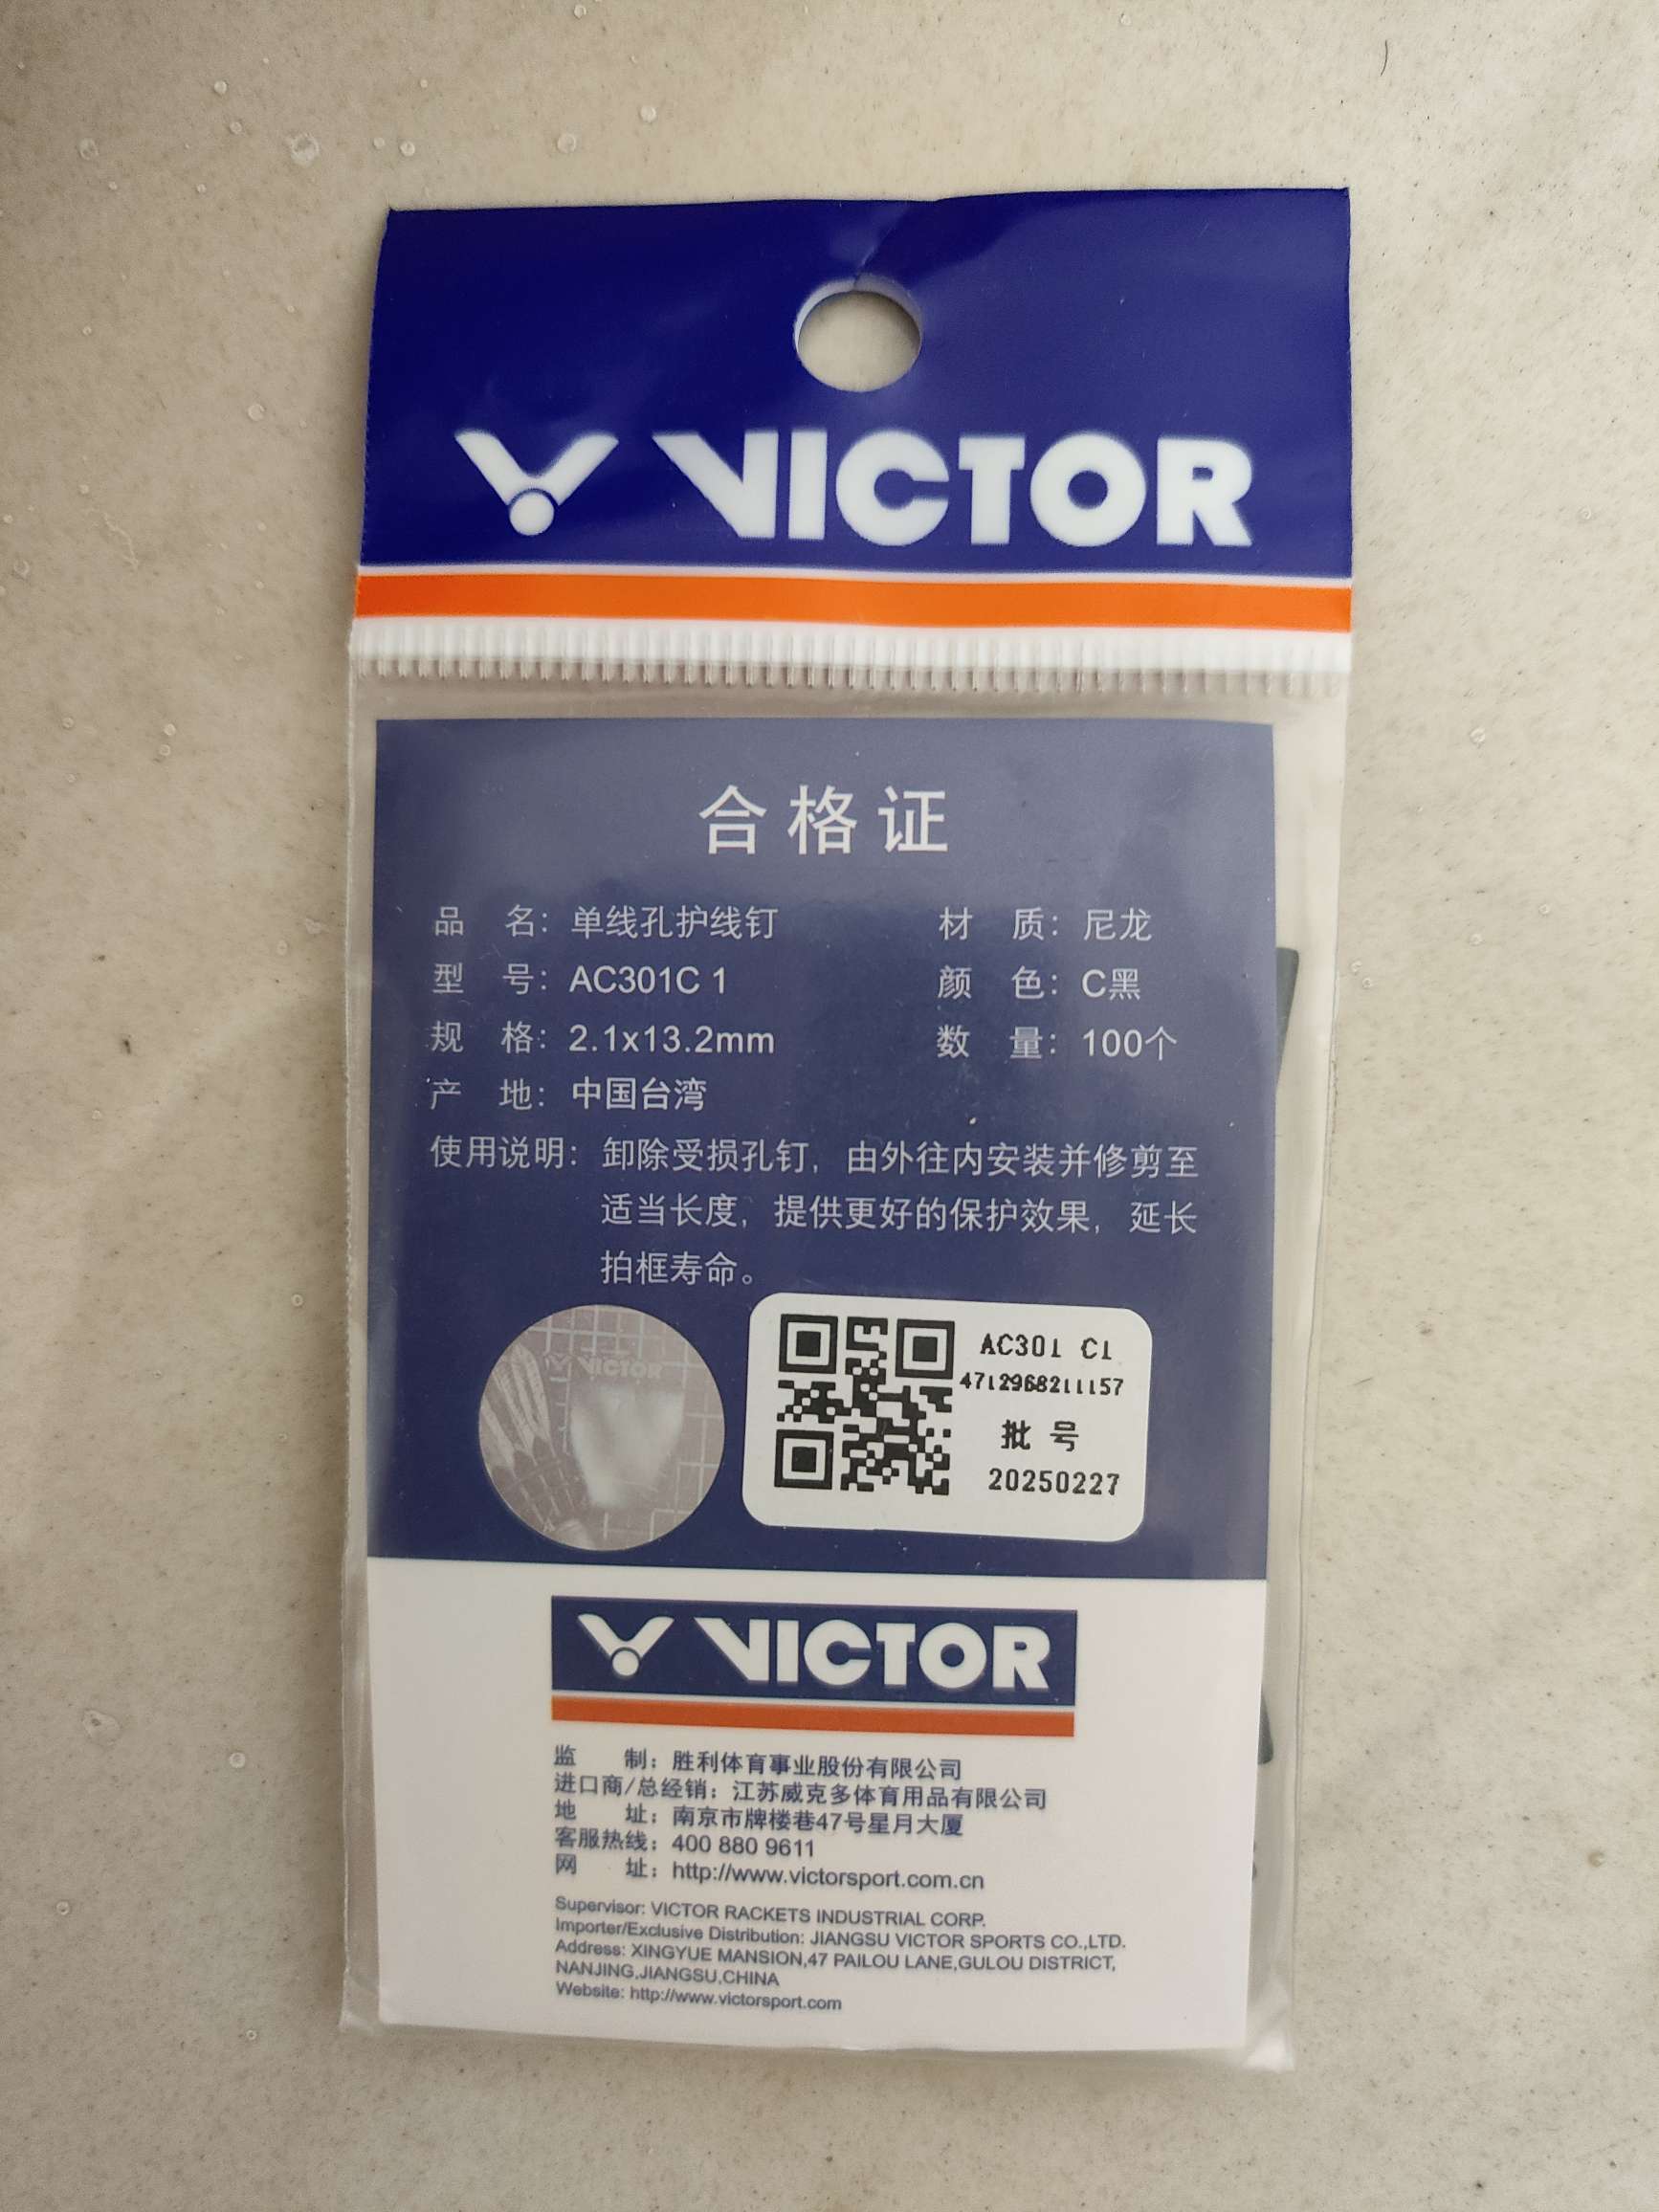 VICTOR
合格证
品 名：单线孔护线钉 材 质：尼龙
型 号：AC301C 1 颜 色：C黑
规 格：2.1x13.2mm 数 量：100个
产 地：中国台湾
使用说明：卸除受损孔钉，由外往内安装并修剪至
适当长度，提供更好的保护效果，延长
拍框寿命。
VICTOR
AC301 C1
4712968211157
批号
20250227
VICTOR
监 制：胜利体育事业股份有限公司
进口商/总经销：江苏威克多体育用品有限公司
地 址：南京市牌楼巷47号星月大厦
客服热线：400 880 9611
网 址：http://www.victorsport.com.cn
Supervisor: VICTOR RACKETS INDUSTRIAL CORP.
Importer/Exclusive Distribution: JIANGSU VICTOR SPORTS CO.,LTD.
Address: XINGYUE MANSION,47 PAILOU LANE,GULOU DISTRICT,
NANJING.JIANGSU,CHINA
Website: http://www.victorsport.com